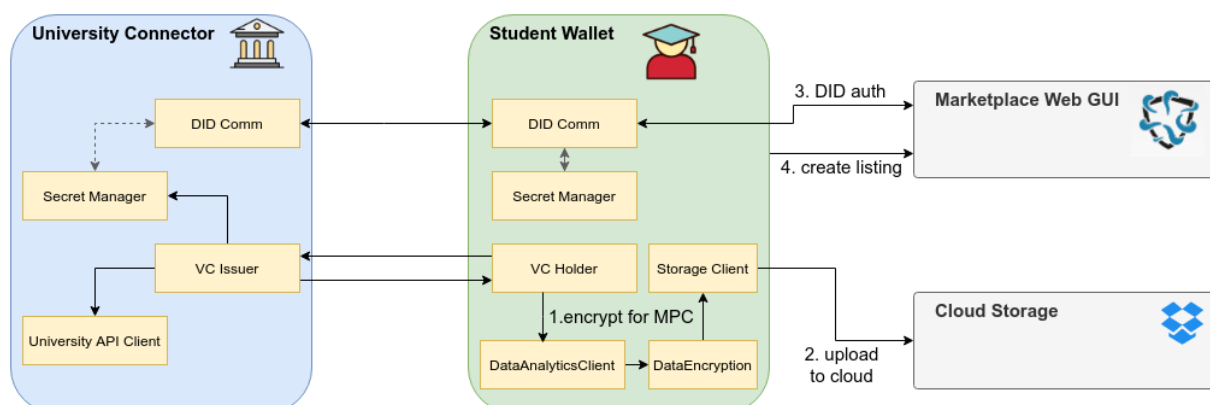 University Connector
Student Wallet
3. DID auth
Marketplace Web GUI
DID Comm
DID Comm
4. create listing
Secret Manager
Secret Manager
VC Issuer
VC Holder
Storage Client
1.encrypt for MPC
Cloud Storage
University API Client
DataAnalyticsClient
DataEncryption
2. upload
to cloud